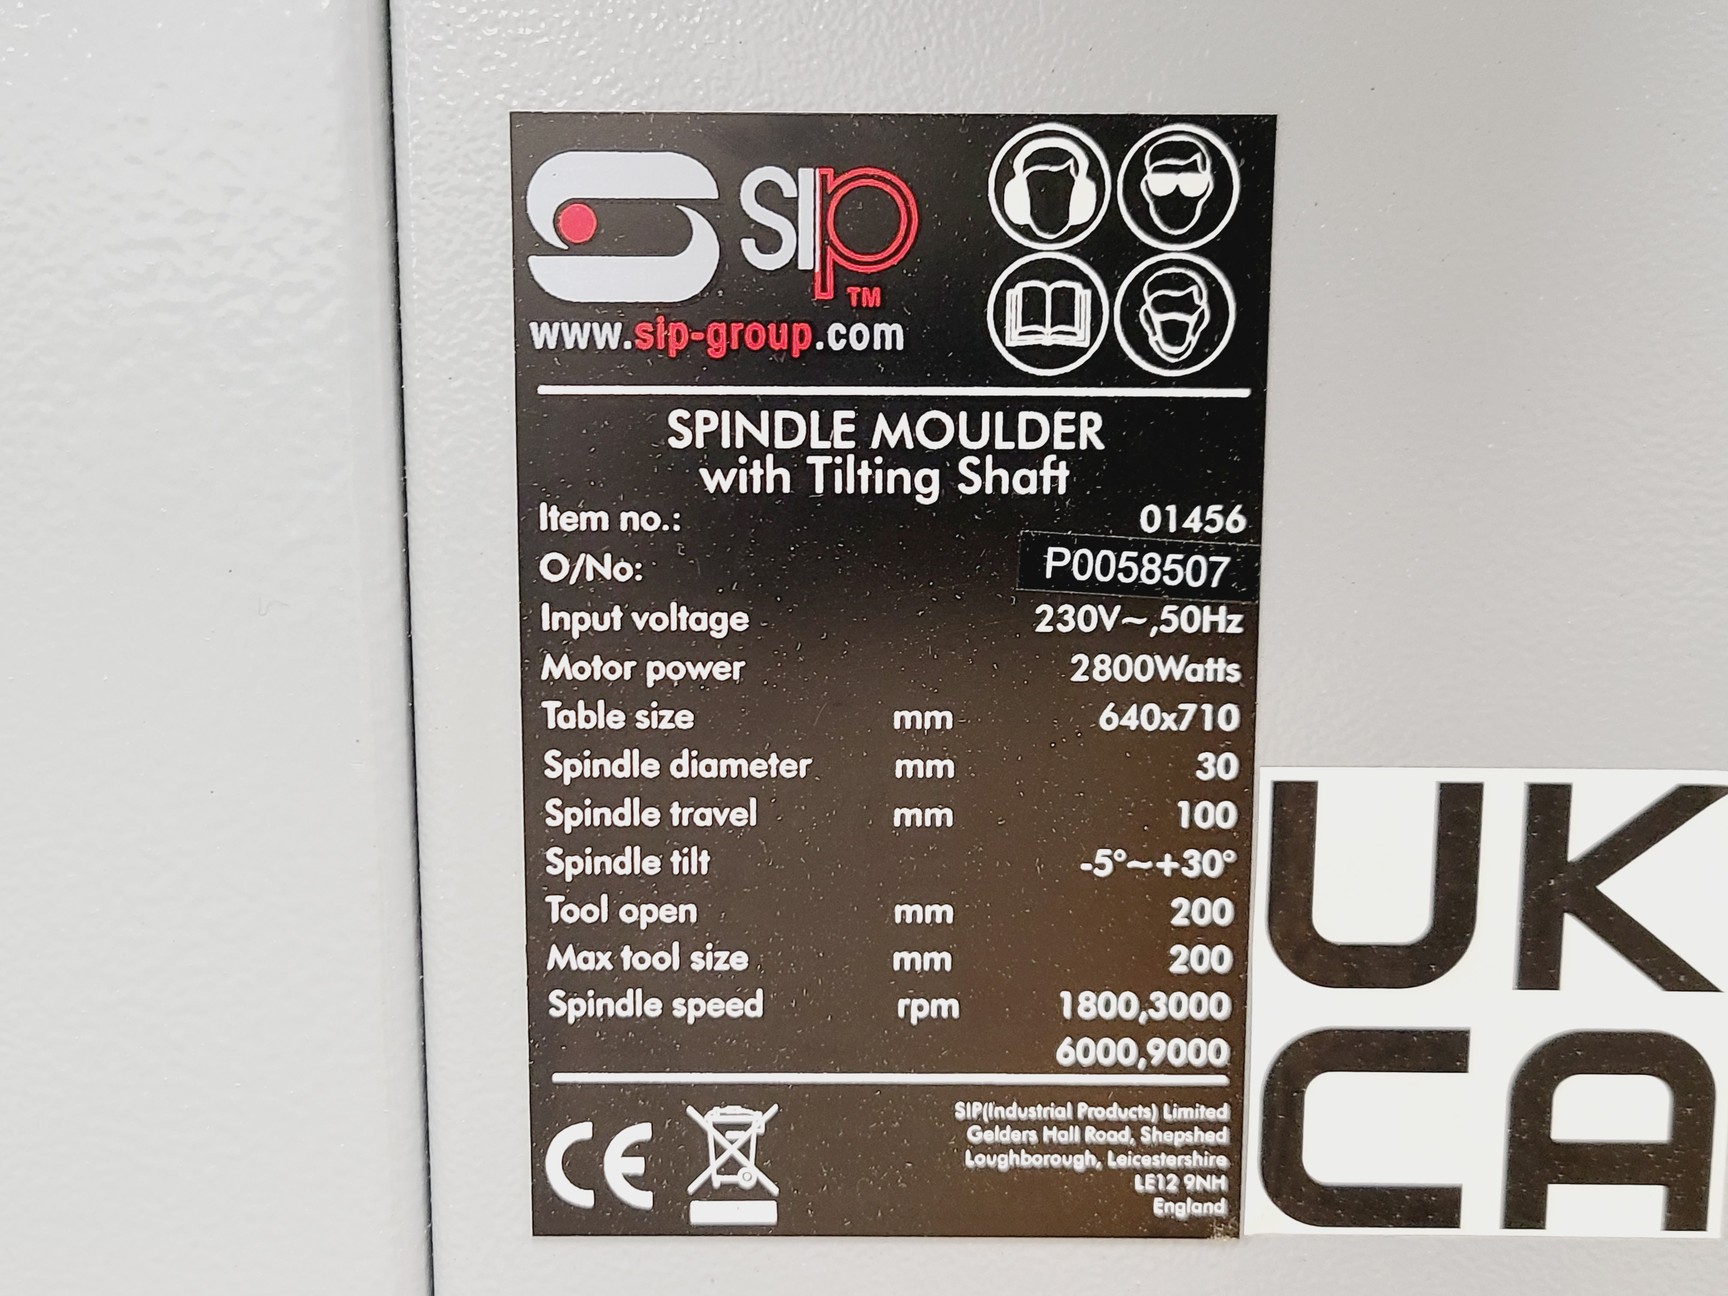 SIP TM
www.sip-group.com
SPINDLE MOULDER
with Tilting Shaft
Item no.: 01456
O/No: P0058507
Input voltage 230V~,50Hz
Motor power 2800Watts
Table size mm 640x710
Spindle diameter mm 30
Spindle travel mm 100
Spindle tilt -5°~+30°
Tool open mm 200
Max tool size mm 200
Spindle speed rpm 1800,3000
6000,9000
SIP(Industrial Products) Limited
Gelders Hall Road, Shepshed
Loughborough, Leicestershire
LE12 9NH
England
CE
UK
CA